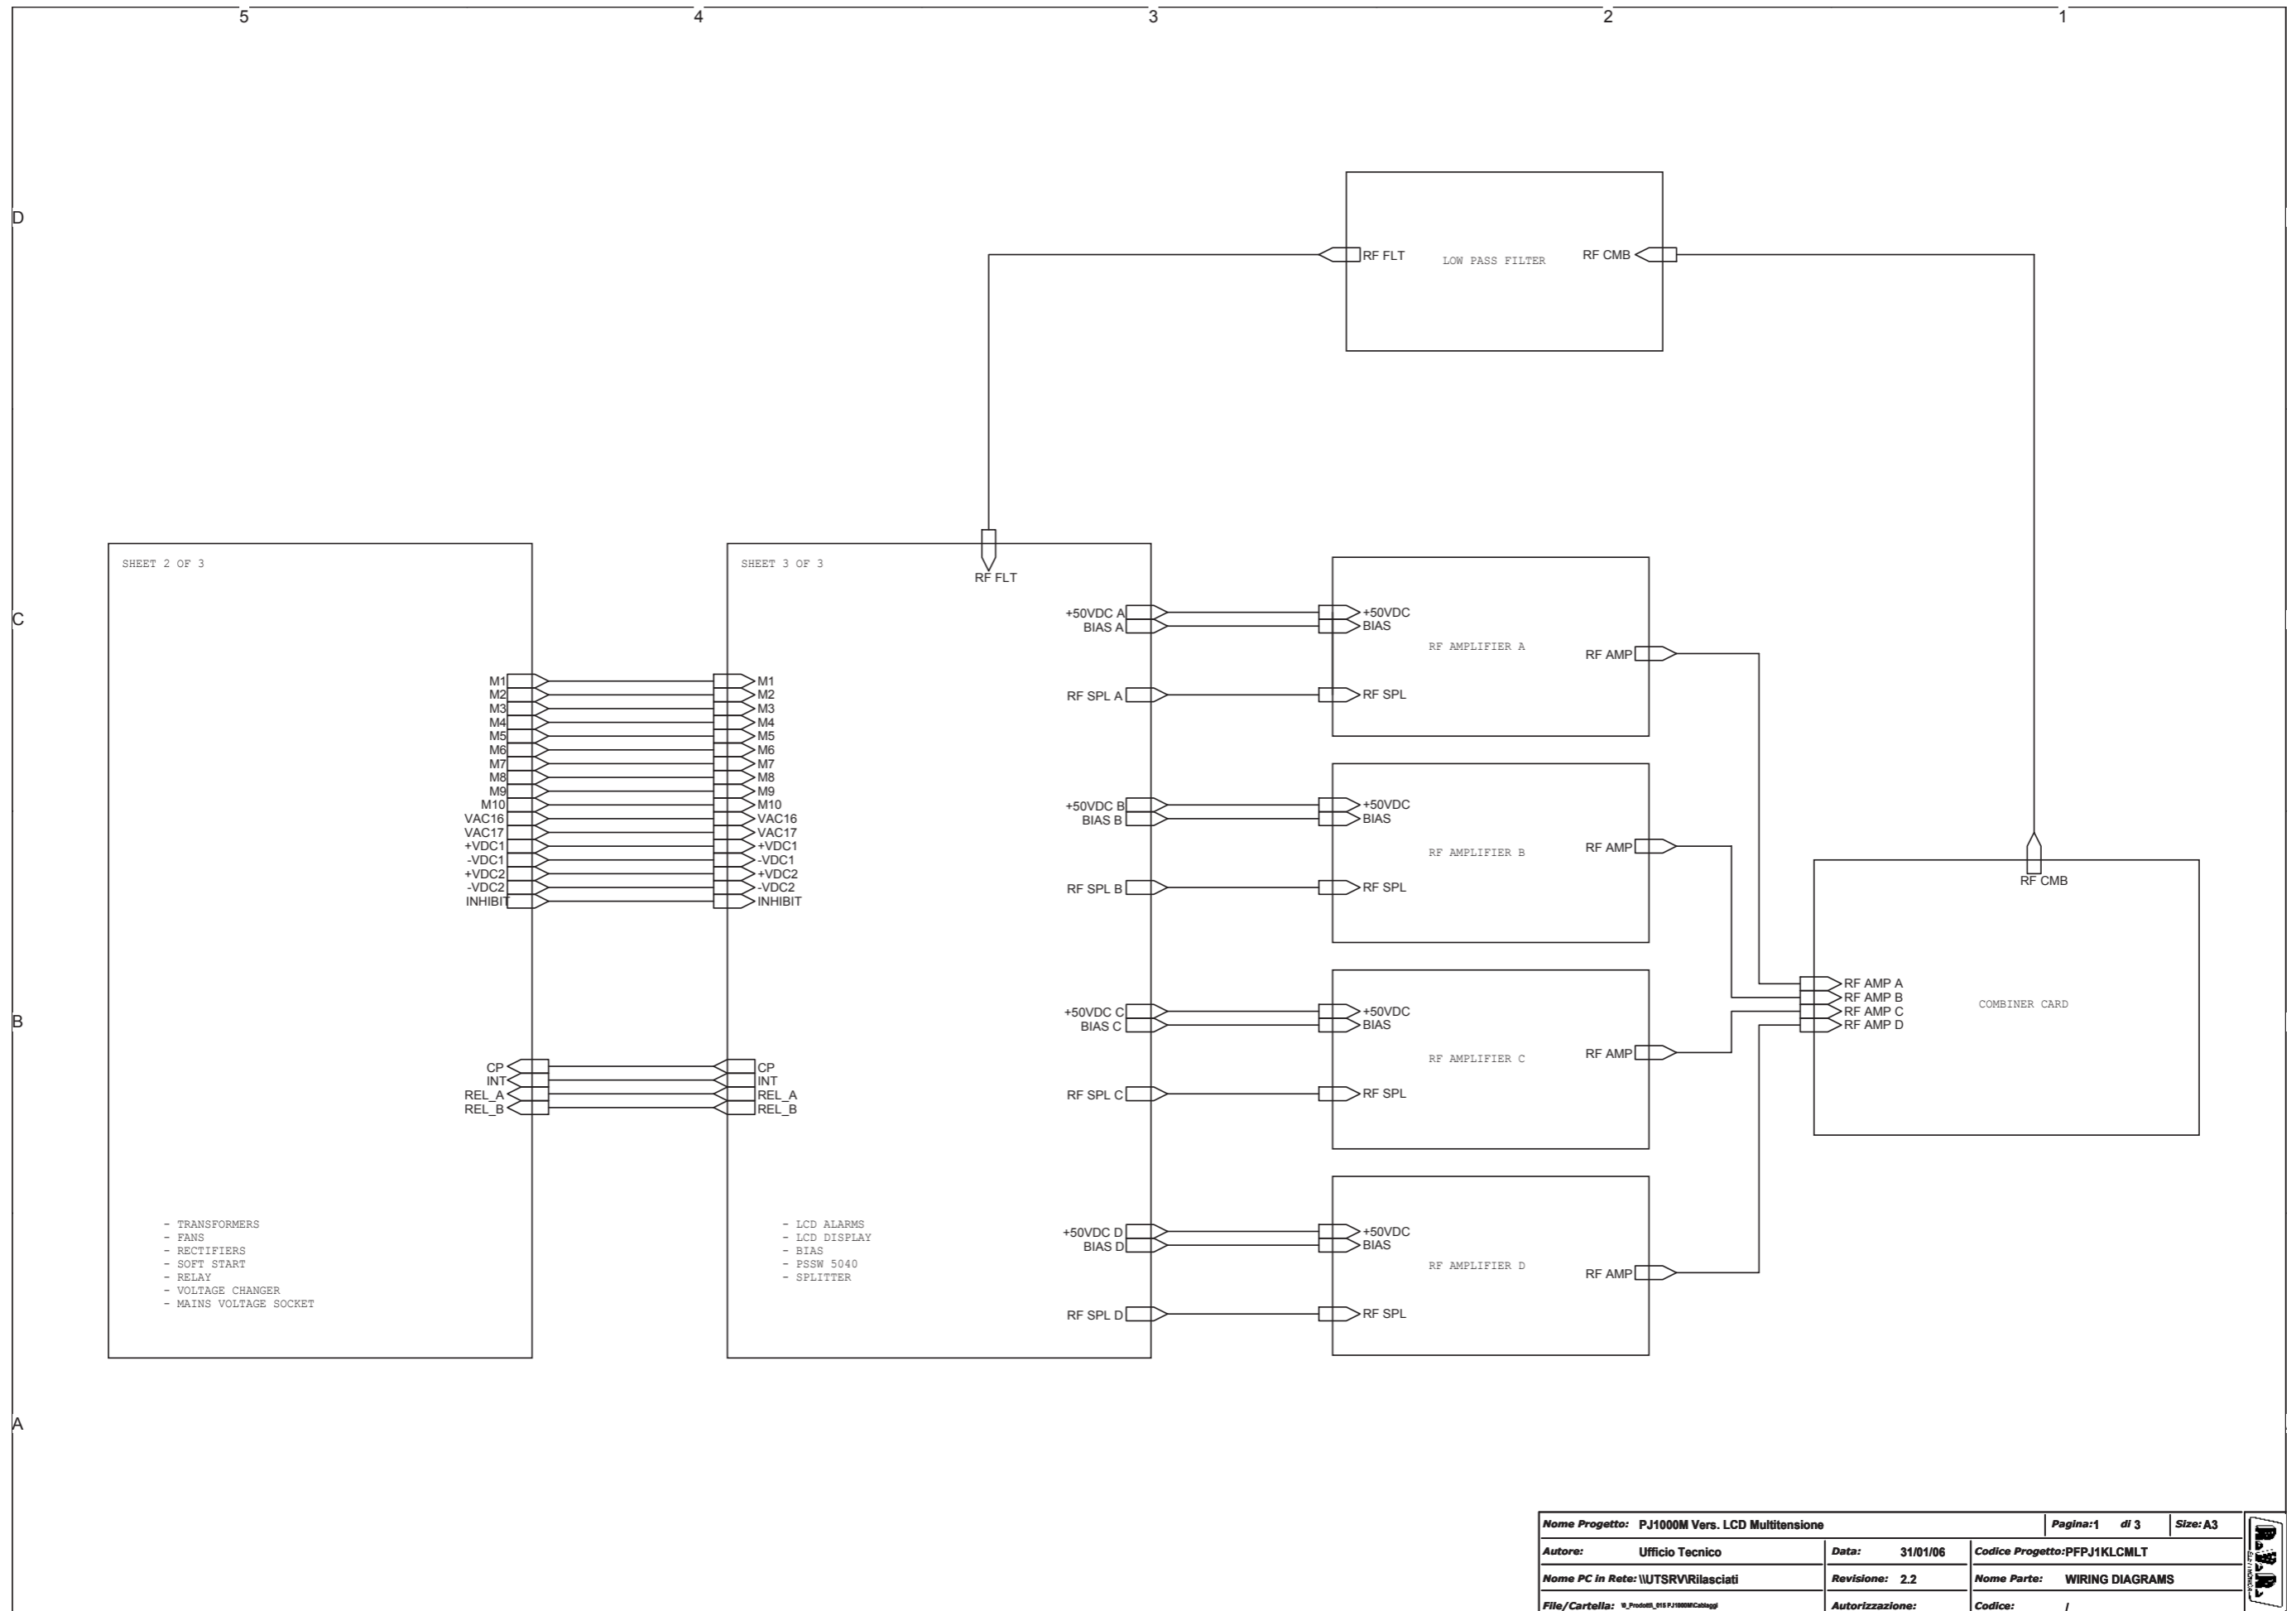 5 4 3 2 1
D
LOW PASS FILTER
RF FLT
RF CMB
SHEET 2 OF 3
M1
M2
M3
M4
M5
M6
M7
M8
M9
M10
VAC16
VAC17
+VDC1
-VDC1
+VDC2
-VDC2
INHIBIT
CP
INT
REL_A
REL_B
- TRANSFORMERS
- FANS
- RECTIFIERS
- SOFT START
- RELAY
- VOLTAGE CHANGER
- MAINS VOLTAGE SOCKET
SHEET 3 OF 3
RF FLT
M1
M2
M3
M4
M5
M6
M7
M8
M9
M10
VAC16
VAC17
+VDC1
-VDC1
+VDC2
-VDC2
INHIBIT
CP
INT
REL_A
REL_B
- LCD ALARMS
- LCD DISPLAY
- BIAS
- PSSW 5040
- SPLITTER
+50VDC A
BIAS A
RF SPL A
+50VDC B
BIAS B
RF SPL B
+50VDC C
BIAS C
RF SPL C
+50VDC D
BIAS D
RF SPL D
+50VDC
BIAS
RF AMPLIFIER A
RF AMP
RF SPL
+50VDC
BIAS
RF AMPLIFIER B
RF AMP
RF SPL
+50VDC
BIAS
RF AMPLIFIER C
RF AMP
RF SPL
+50VDC
BIAS
RF AMPLIFIER D
RF AMP
RF SPL
RF CMB
RF AMP A
RF AMP B
RF AMP C
RF AMP D
COMBINER CARD
C
B
A
Nome Progetto: PJ1000M Vers. LCD Multitensione Pagina:1 di 3 Size: A3
Autore: Ufficio Tecnico Data: 31/01/06 Codice Progetto:PFPJ1KLCMLT
Nome PC in Rete: \\UTSRV\Rilasciati Revisione: 2.2 Nome Parte: WIRING DIAGRAMS
File/Cartella: Autorizzazione: Codice: /
R.V.R.